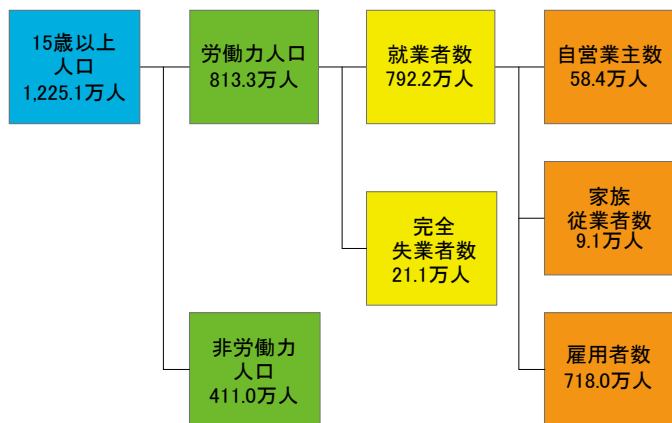 15歳以上
人口
1,225.1万人
労働力人口
813.3万人
就業者数
792.2万人
自営業主数
58.4万人
家族
従業者数
9.1万人
完全
失業者数
21.1万人
非労働力
人口
411.0万人
雇用者数
718.0万人